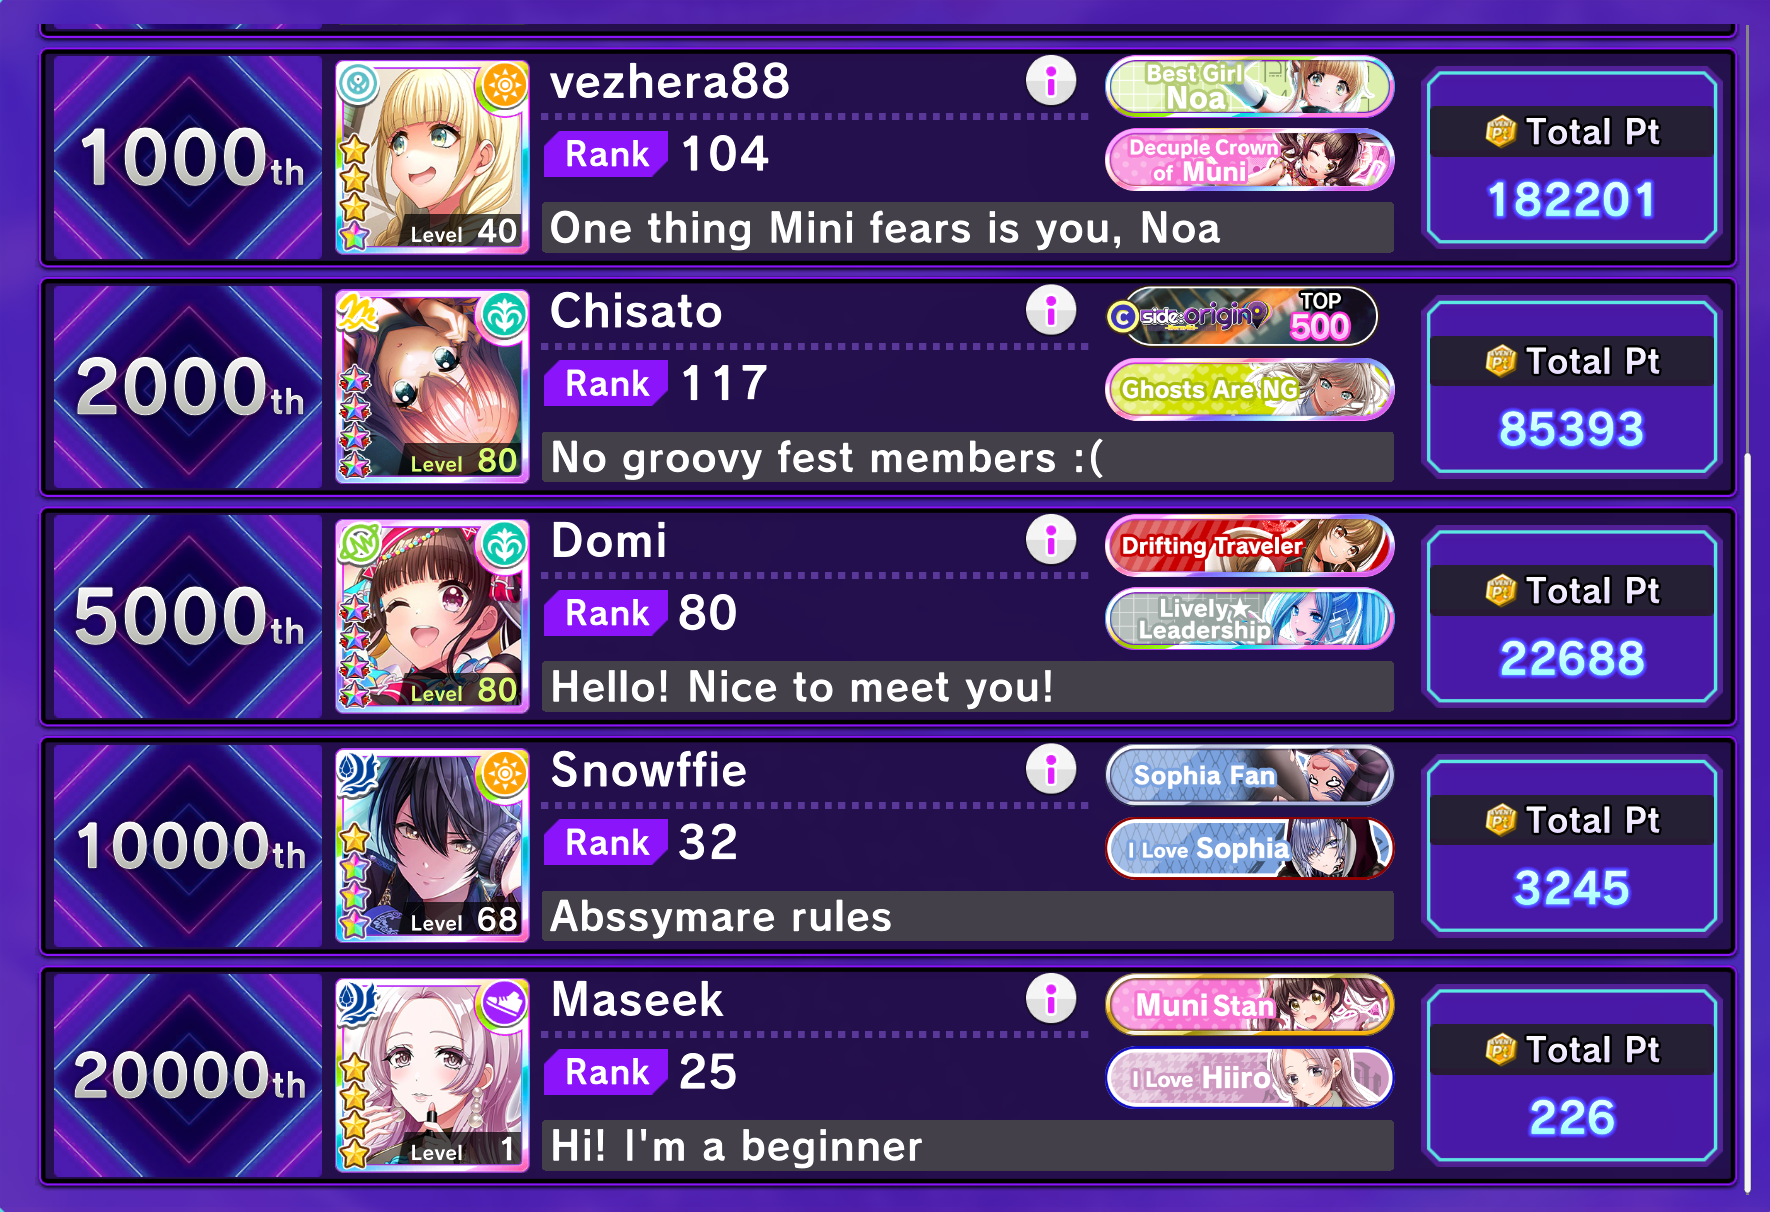 1000th
vezhera88
Rank 104
One thing Mini fears is you, Noa
Level 40
Best Girl
Noa
Decuple Crown
of Muni
Total Pt
182201
2000th
Chisato
Rank 117
No groovy fest members :(
Level 80
side:origin
TOP
500
Ghosts Are NG
Total Pt
85393
5000th
Domi
Rank 80
Hello! Nice to meet you!
Level 80
Drifting Traveler
Lively★
Leadership
Total Pt
22688
10000th
Snowffie
Rank 32
Abssymare rules
Level 68
Sophia Fan
I Love Sophia
Total Pt
3245
20000th
Maseek
Rank 25
Hi! I'm a beginner
Level 1
Muni Stan
I Love Hiiro
Total Pt
226